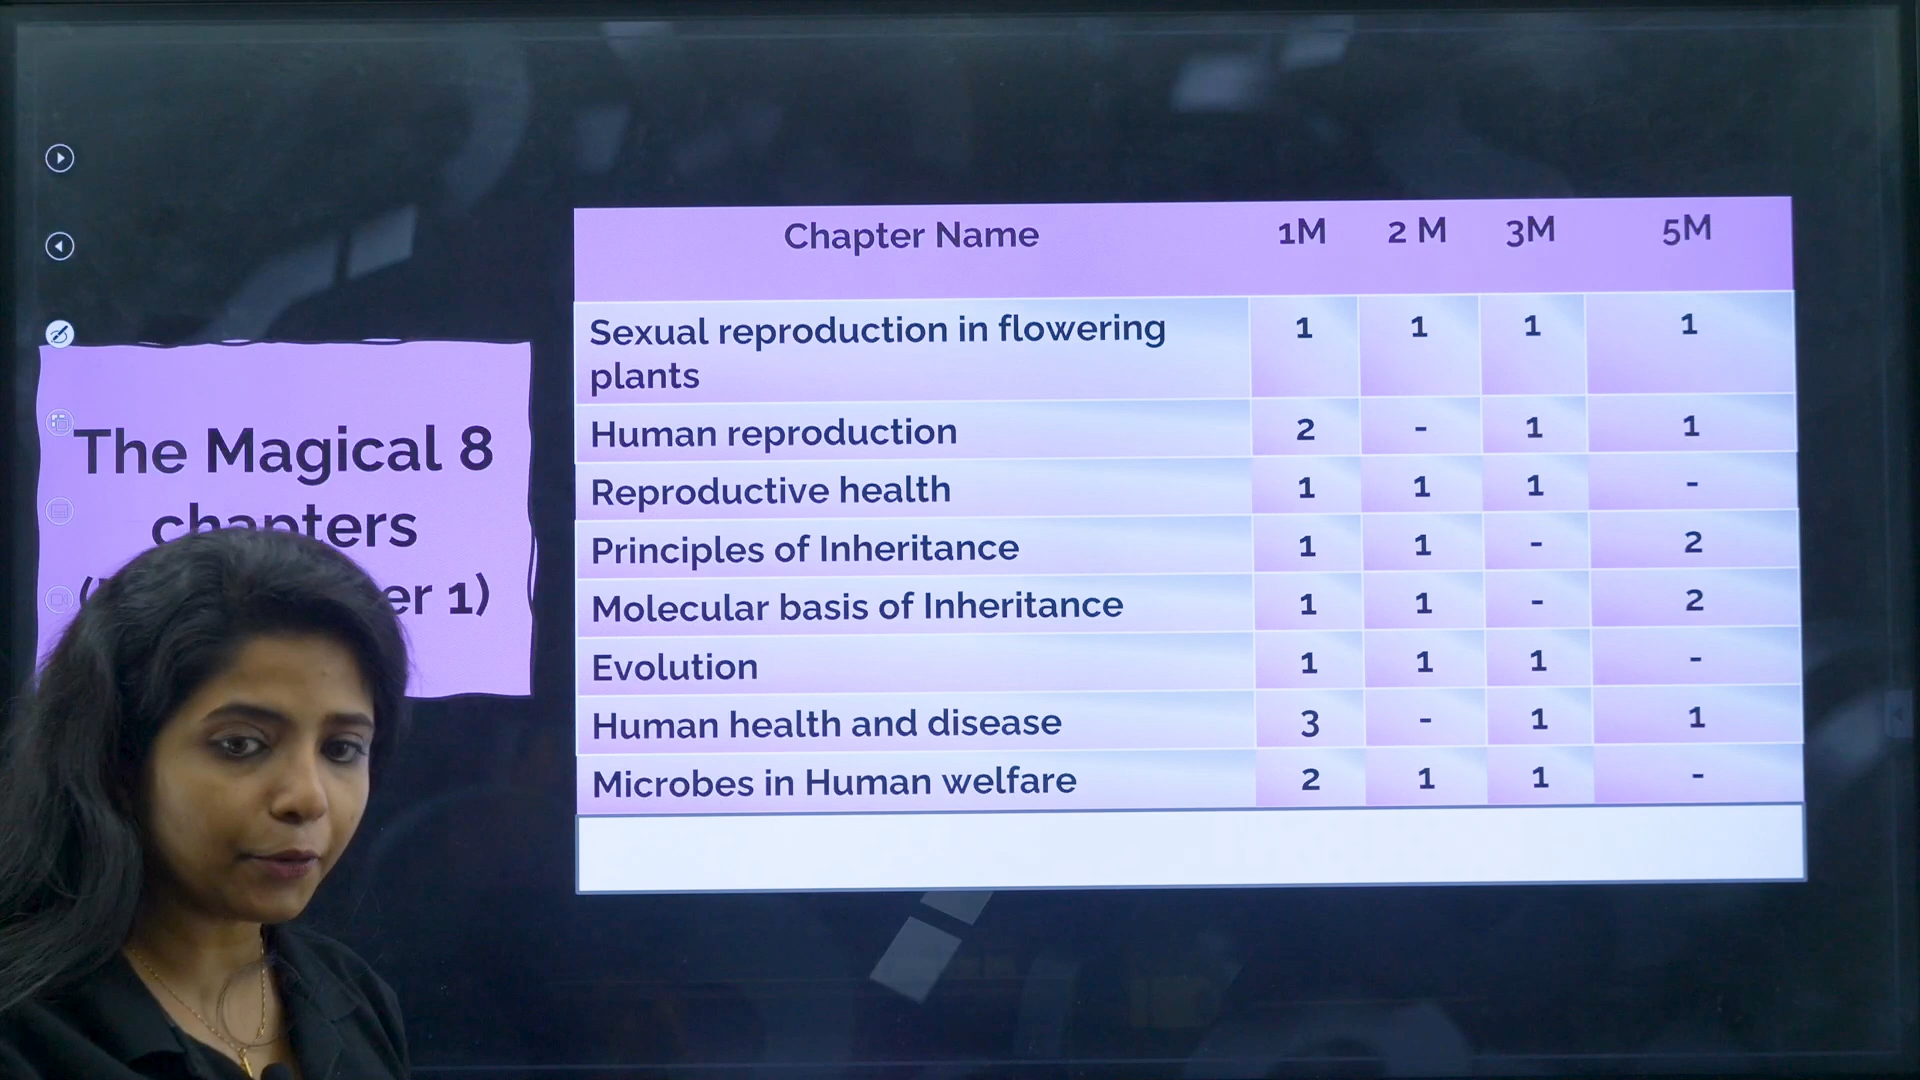 The Magical 8
chapters
er 1)
Chapter Name 1M 2 M 3M 5M
Sexual reproduction in flowering
plants 1 1 1 1
Human reproduction 2 - 1 1
Reproductive health 1 1 1 -
Principles of Inheritance 1 1 - 2
Molecular basis of Inheritance 1 1 - 2
Evolution 1 1 1 -
Human health and disease 3 - 1 1
Microbes in Human welfare 2 1 1 -